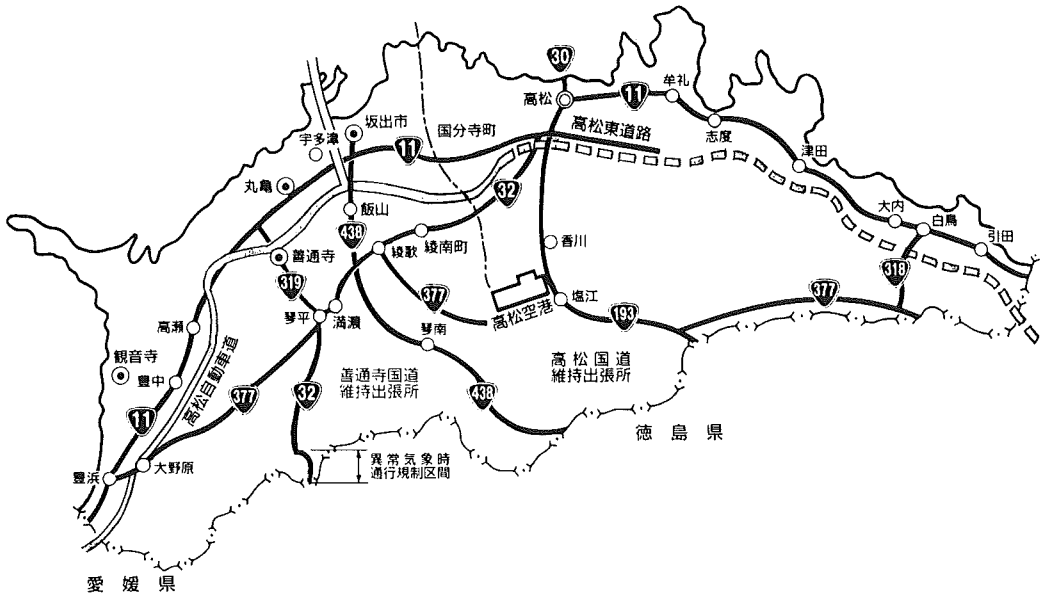 30
高松
11
牟礼
志度
高松東道路
国分寺町
坂出市
宇多津
11
丸亀
津田
32
飯山
438
綾南町
綾歌
香川
大内
白鳥
引田
善通寺
319
377
318
377
高松空港
塩江
193
琴平
満濃
琴南
高瀬
高松自動車道
観音寺
豊中
377
32
善通寺国道
維持出張所
高松国道
維持出張所
438
11
徳島県
大野原
豊浜
異常気象時
通行規制区間
愛媛県